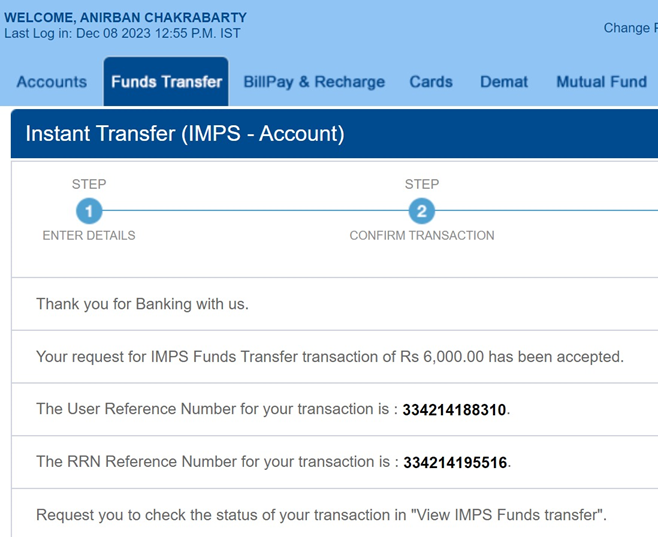 WELCOME, ANIRBAN CHAKRABARTY
Last Log in: Dec 08 2023 12:55 P.M. IST
Change
Accounts Funds Transfer BillPay & Recharge Cards Demat Mutual Fund
Instant Transfer (IMPS - Account)
STEP STEP
1 2
ENTER DETAILS CONFIRM TRANSACTION
Thank you for Banking with us.
Your request for IMPS Funds Transfer transaction of Rs 6,000.00 has been accepted.
The User Reference Number for your transaction is : 334214188310.
The RRN Reference Number for your transaction is : 334214195516.
Request you to check the status of your transaction in "View IMPS Funds transfer".